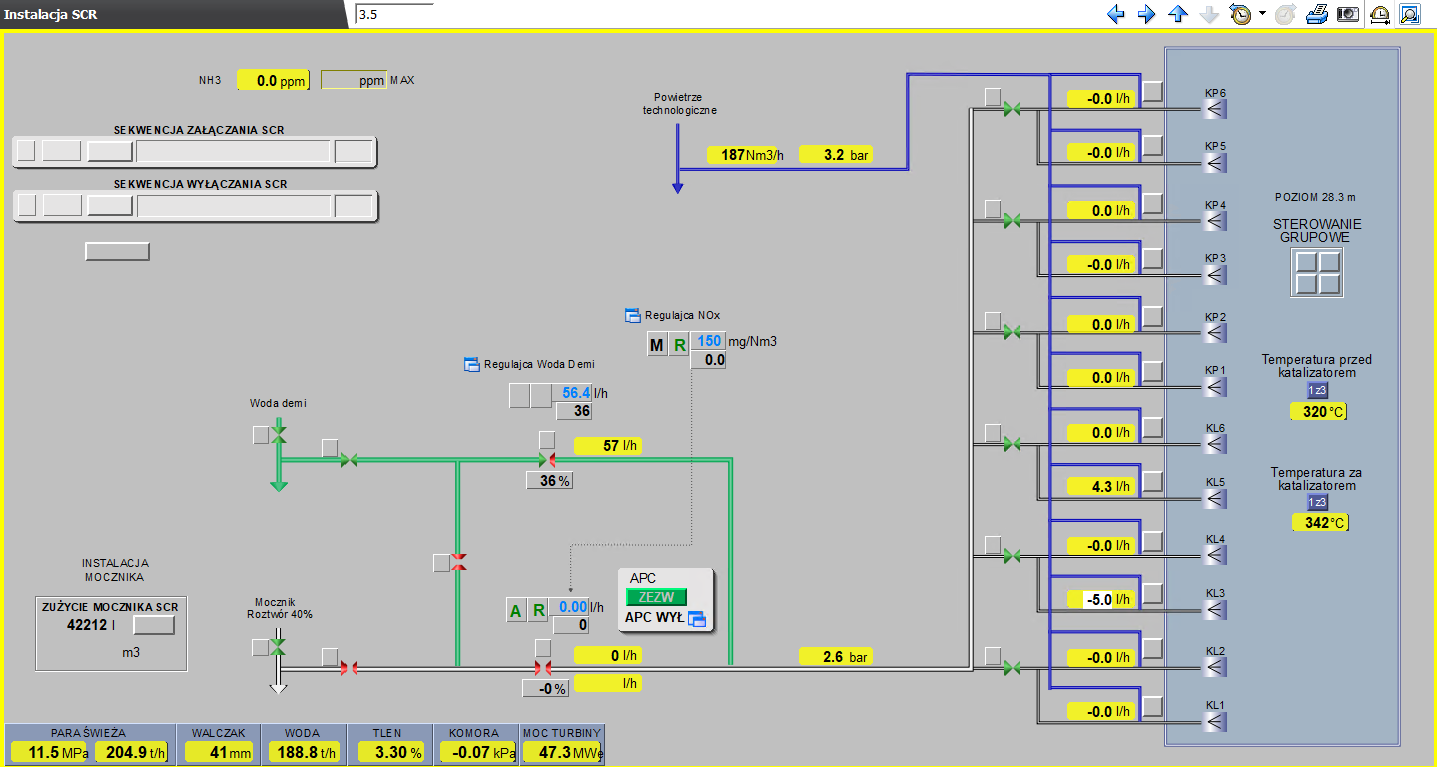 Instalacja SCR
3.5
NH3 0.0 ppm ppm MAX
SEKWENCJA ZAŁĄCZANIA SCR
SEKWENCJA WYŁĄCZANIA SCR
Powietrze
technologiczne
187 Nm3/h 3.2 bar
Regulajca NOx
M R 150 mg/Nm3
0.0
Regulajca Woda Demi
56.4 l/h
36
Woda demi
57 l/h
36 %
INSTALACJA
MOCZNIKA
ZUŻYCIE MOCZNIKA SCR
42212 l
m3
Mocznik
Roztwór 40%
A R 0.00 l/h
0
0 l/h
-0 % l/h
APC
ZEZW
APC WYŁ
2.6 bar
-0.0 l/h KP6
-0.0 l/h KP5
0.0 l/h KP4
-0.0 l/h KP3
0.0 l/h KP2
0.0 l/h KP1
0.0 l/h KL6
4.3 l/h KL5
-0.0 l/h KL4
-5.0 l/h KL3
-0.0 l/h KL2
-0.0 l/h KL1
POZIOM 28.3 m
STEROWANIE
GRUPOWE
Temperatura przed
katalizatorem
1 z3
320 °C
Temperatura za
katalizatorem
1 z3
342 °C
PARA ŚWIEŻA WALCZAK WODA TLEN KOMORA MOC TURBINY
11.5 MPa 204.9 t/h 41 mm 188.8 t/h 3.30 % -0.07 kPa 47.3 MWe